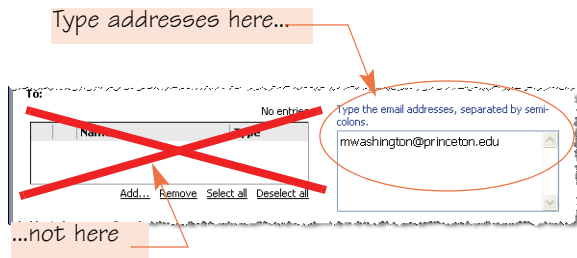 Type addresses here...
To:
No entries
Name Type
Add... Remove Select all Deselect all
Type the email addresses, separated by semi-
colons.
mwashington@princeton.edu
...not here